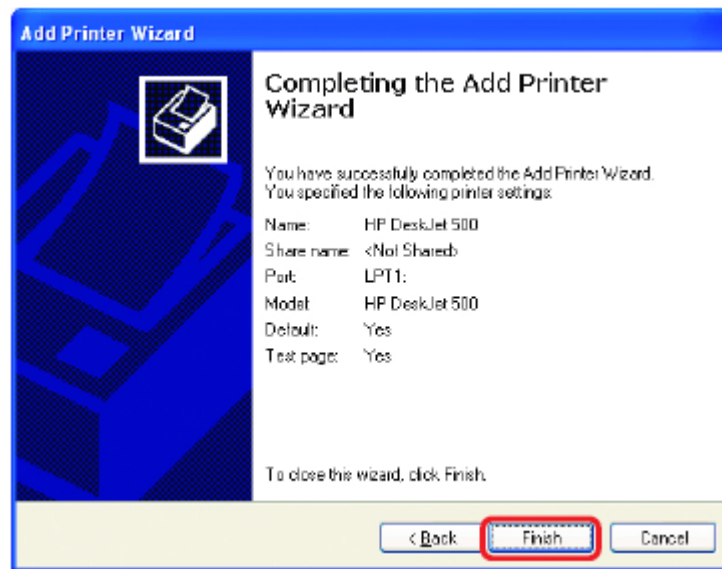 Add Printer Wizard
Completing the Add Printer
Wizard
You have successfully completed the Add Printer Wizard.
You specified the following printer settings:
Name: HP DeskJet 500
Share name: <Not Shared>
Port: LPT1:
Model: HP DeskJet 500
Default: Yes
Test page: Yes
To close this wizard, click Finish.
< Back Finish Cancel